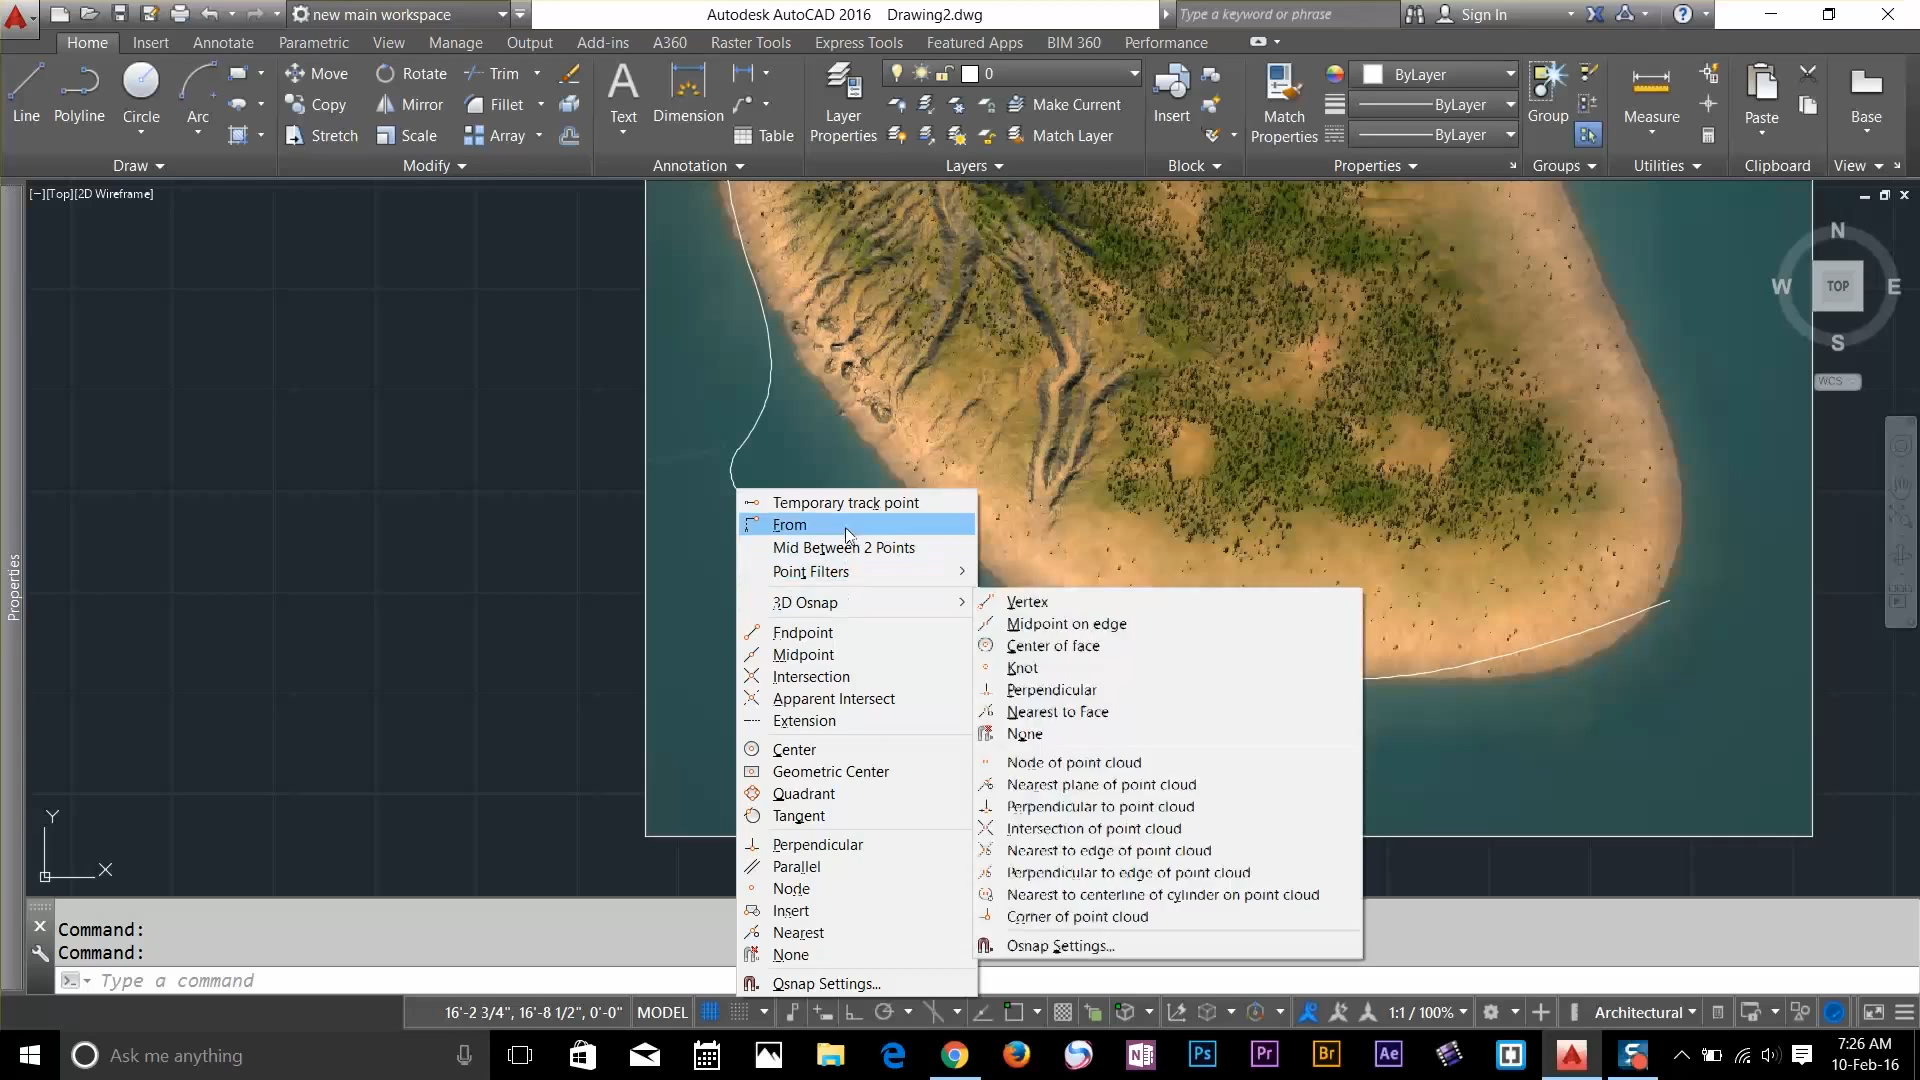 new main workspace
Autodesk AutoCAD 2016 Drawing2.dwg
Type a keyword or phrase
Sign In
Home Insert Annotate Parametric View Manage Output Add-ins A360 Raster Tools Express Tools Featured Apps BIM 360 Performance
Line
Polyline
Circle
Arc
Draw
Move
Rotate
Trim
Copy
Mirror
Fillet
Stretch
Scale
Array
Modify
Text
Dimension
Table
Annotation
Layer
Properties
0
Make Current
Match Layer
Layers
Insert
Block
Match
Properties
ByLayer
ByLayer
ByLayer
Properties
Group
Groups
Measure
Utilities
Paste
Clipboard
Base
View
[−][Top][2D Wireframe]
N
W
TOP
E
S
WCS
Properties
Temporary track point
From
Mid Between 2 Points
Point Filters
3D Osnap
Endpoint
Midpoint
Intersection
Apparent Intersect
Extension
Center
Geometric Center
Quadrant
Tangent
Perpendicular
Parallel
Node
Insert
Nearest
None
Osnap Settings...
Vertex
Midpoint on edge
Center of face
Knot
Perpendicular
Nearest to Face
None
Node of point cloud
Nearest plane of point cloud
Perpendicular to point cloud
Intersection of point cloud
Nearest to edge of point cloud
Perpendicular to edge of point cloud
Nearest to centerline of cylinder on point cloud
Corner of point cloud
Osnap Settings...
Y
X
Command:
Command:
Type a command
16'-2 3/4", 16'-8 1/2", 0'-0"
MODEL
1:1 / 100%
Architectural
Ask me anything
Ps
Pr
Br
Ae
7:26 AM
10-Feb-16